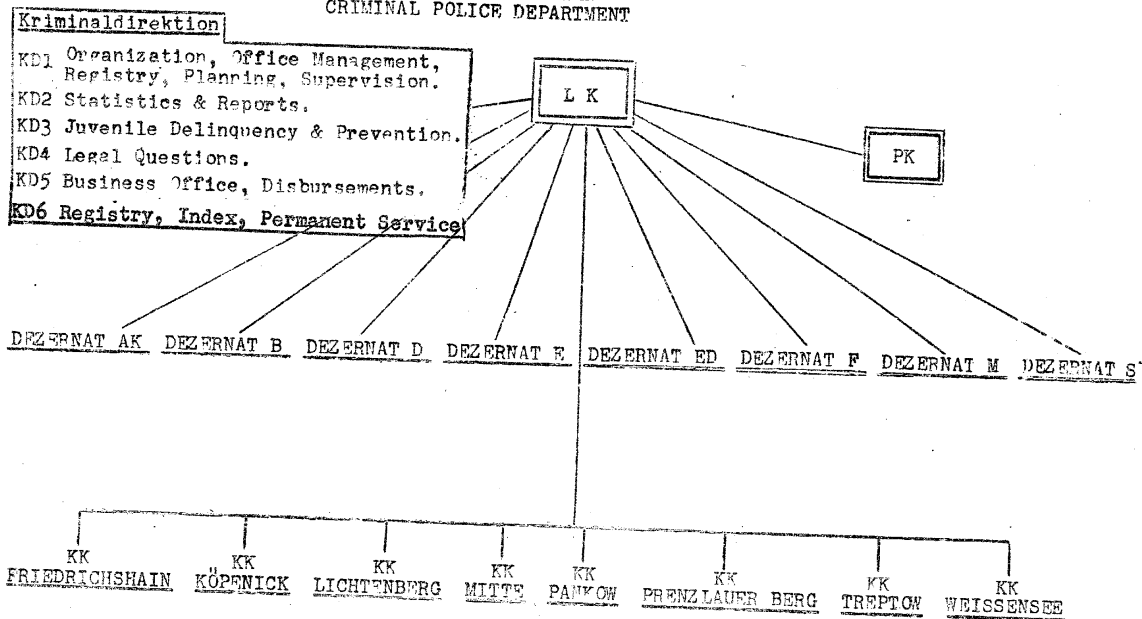 CRIMINAL POLICE DEPARTMENT
Kriminaldirektion
KD1 Organization, Office Management,
Registry, Planning, Supervision.
KD2 Statistics & Reports.
KD3 Juvenile Delinquency & Prevention.
KD4 Legal Questions.
KD5 Business Office, Disbursements.
KD6 Registry, Index, Permanent Service
L K
PK
DEZERNAT AK DEZERNAT B DEZERNAT D DEZERNAT E DEZERNAT ED DEZERNAT F DEZERNAT M DEZERNAT S
KK KK KK KK KK KK KK KK
FRIEDRICHSHAIN KÖPENICK LICHTENBERG MITTE PANKOW PRENZLAUER BERG TREPTOW WEISSENSEE